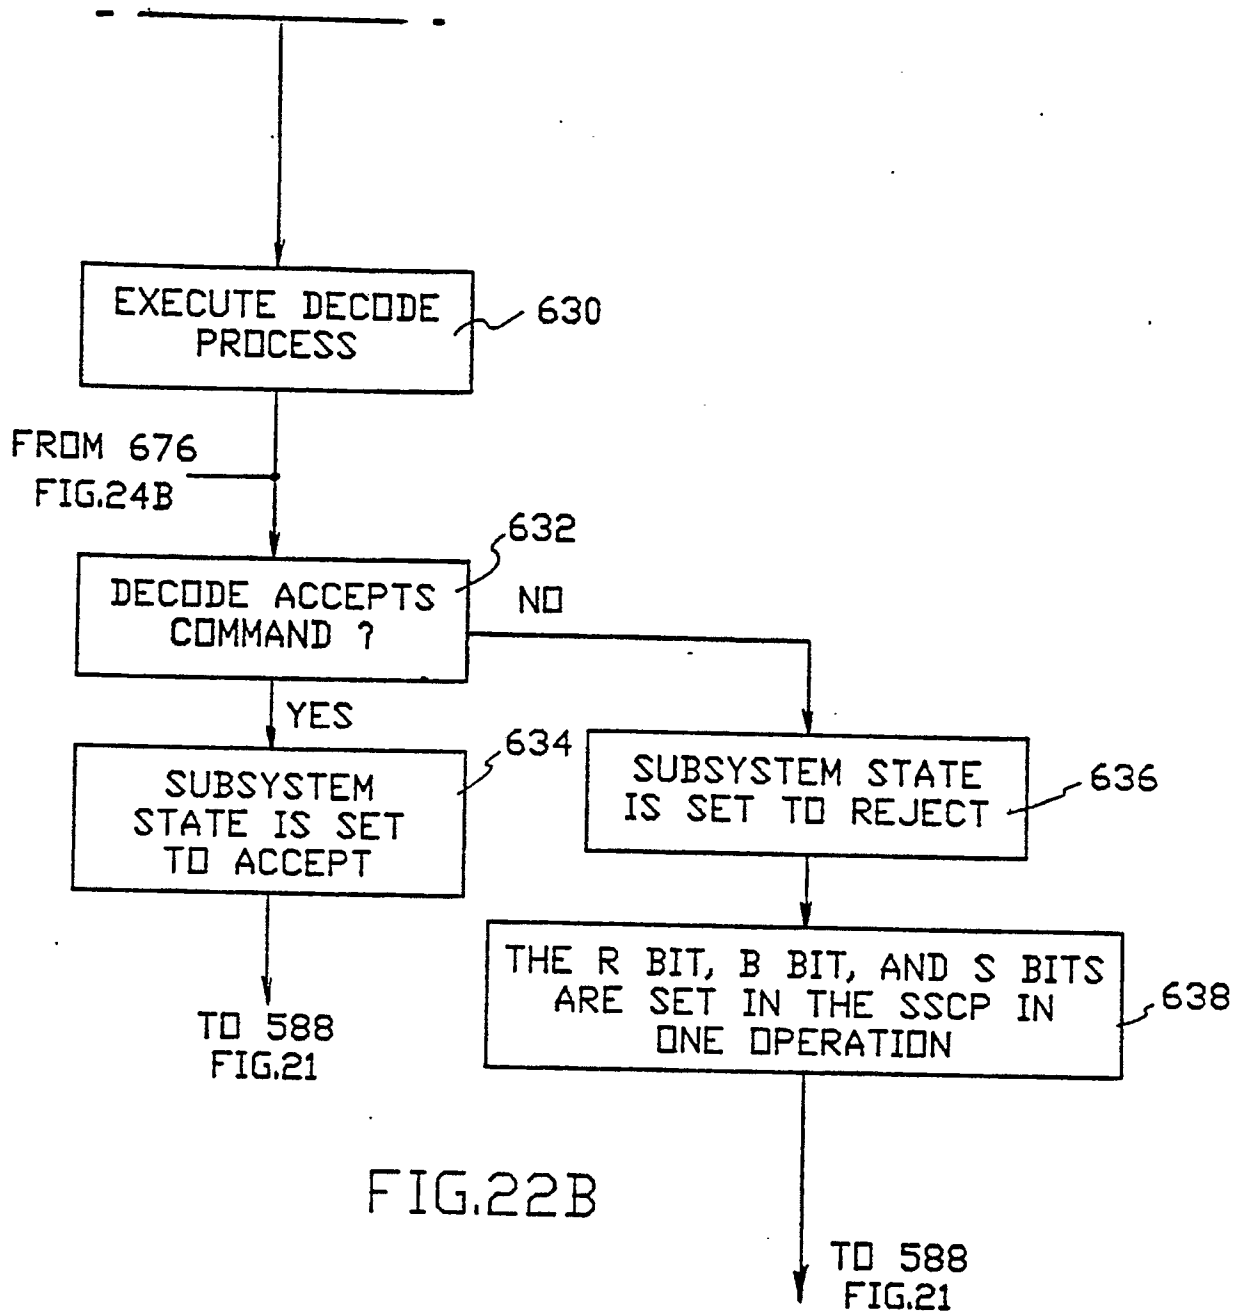 EXECUTE DECODE
PROCESS
630
FROM 676
FIG.24B
632
DECODE ACCEPTS
COMMAND ?
NO
YES
634
SUBSYSTEM
STATE IS SET
TO ACCEPT
SUBSYSTEM STATE
IS SET TO REJECT
636
THE R BIT, B BIT, AND S BITS
ARE SET IN THE SSCP IN
ONE OPERATION
638
TO 588
FIG.21
FIG.22B
TO 588
FIG.21